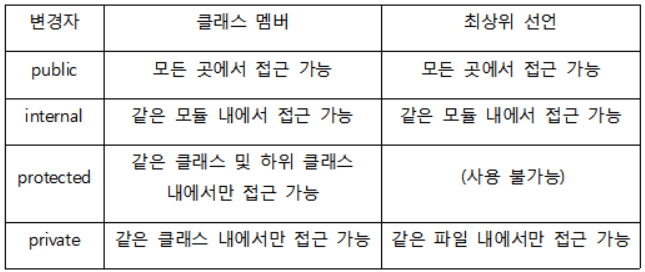 변경자 클래스 멤버 최상위 선언
public 모든 곳에서 접근 가능 모든 곳에서 접근 가능
internal 같은 모듈 내에서 접근 가능 같은 모듈 내에서 접근 가능
protected 같은 클래스 및 하위 클래스 (사용 불가능)
내에서만 접근 가능
private 같은 클래스 내에서만 접근 가능 같은 파일 내에서만 접근 가능